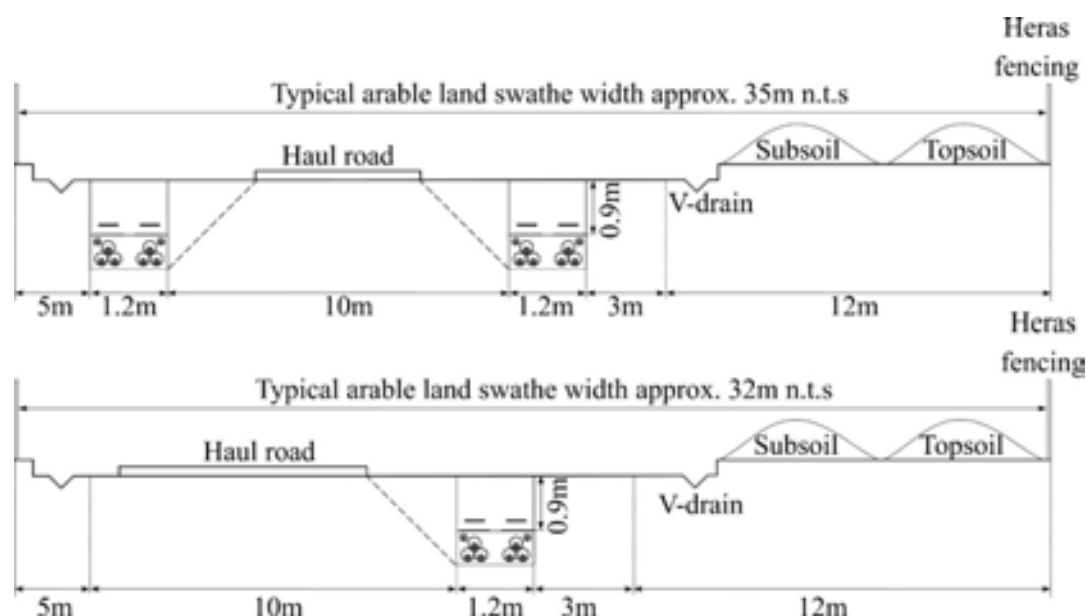 Heras
fencing
Typical arable land swathe width approx. 35m n.t.s
Haul road
Subsoil
Topsoil
0.9m
V-drain
5m
1.2m
10m
1.2m
3m
12m
Heras
fencing
Typical arable land swathe width approx. 32m n.t.s
Haul road
Subsoil
Topsoil
0.9m
V-drain
5m
10m
1.2m
3m
12m